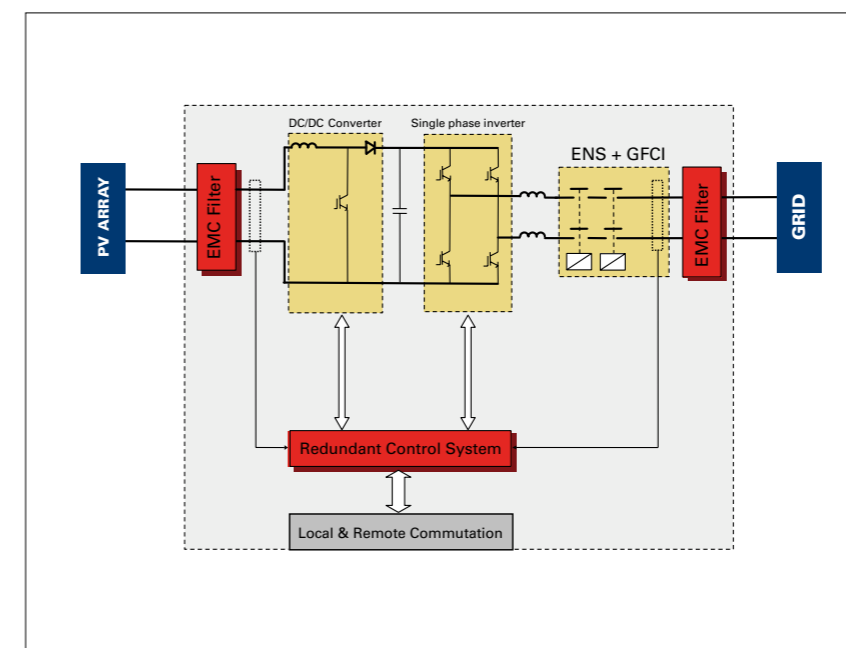 DC/DC Converter
Single phase inverter
ENS + GFCI
PV ARRAY
EMC Filter
EMC Filter
GRID
Redundant Control System
Local & Remote Commutation